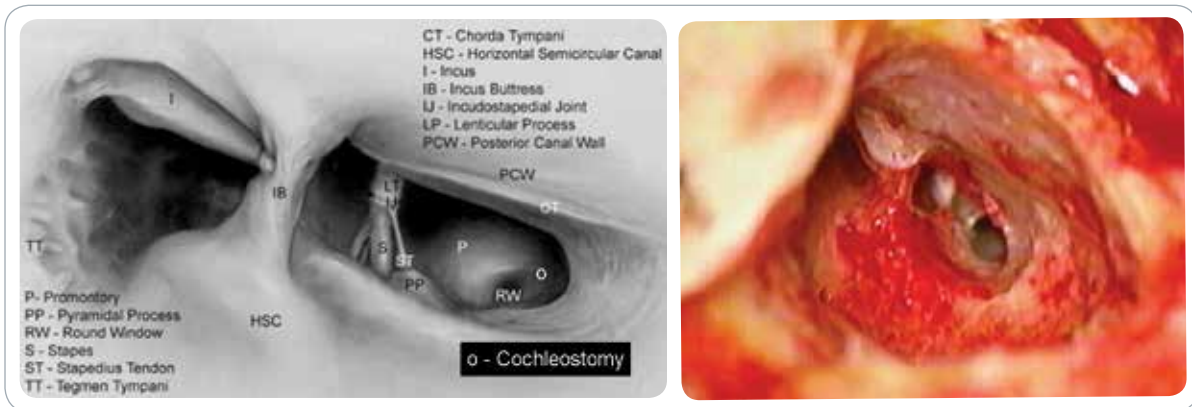 CT - Chorda Tympani
HSC - Horizontal Semicircular Canal
I - Incus
IB - Incus Buttress
IJ - Incudostapedial Joint
LP - Lenticular Process
PCW - Posterior Canal Wall
I
PCW
IB
LT
IJ
CT
TT
S
ST
P
O
PP
RW
HSC
P- Promontory
PP - Pyramidal Process
RW - Round Window
S - Stapes
ST - Stapedius Tendon
TT - Tegmen Tympani
o - Cochleostomy